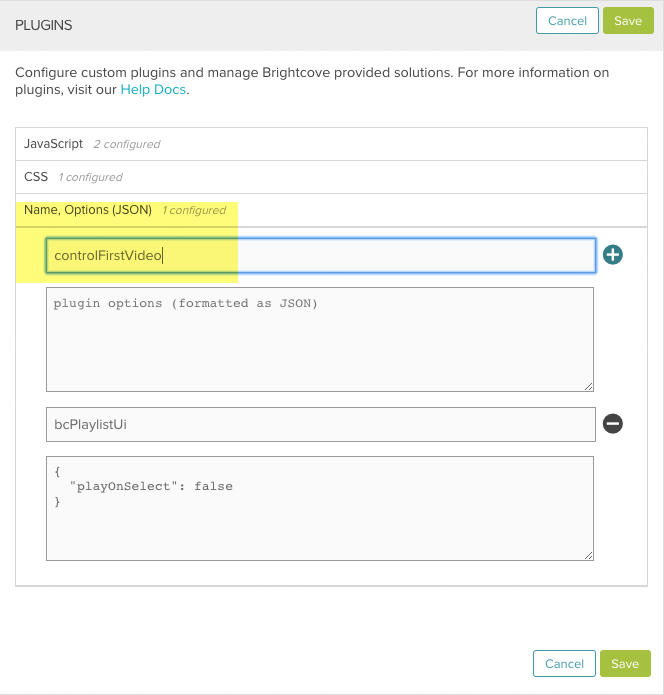 PLUGINS
Cancel
Save
Configure custom plugins and manage Brightcove provided solutions. For more information on
plugins, visit our Help Docs.
JavaScript 2 configured
CSS 1 configured
Name, Options (JSON) 1 configured
controlFirstVideo
plugin options (formatted as JSON)
bcPlaylistUi
{
"playOnSelect": false
}
Cancel
Save